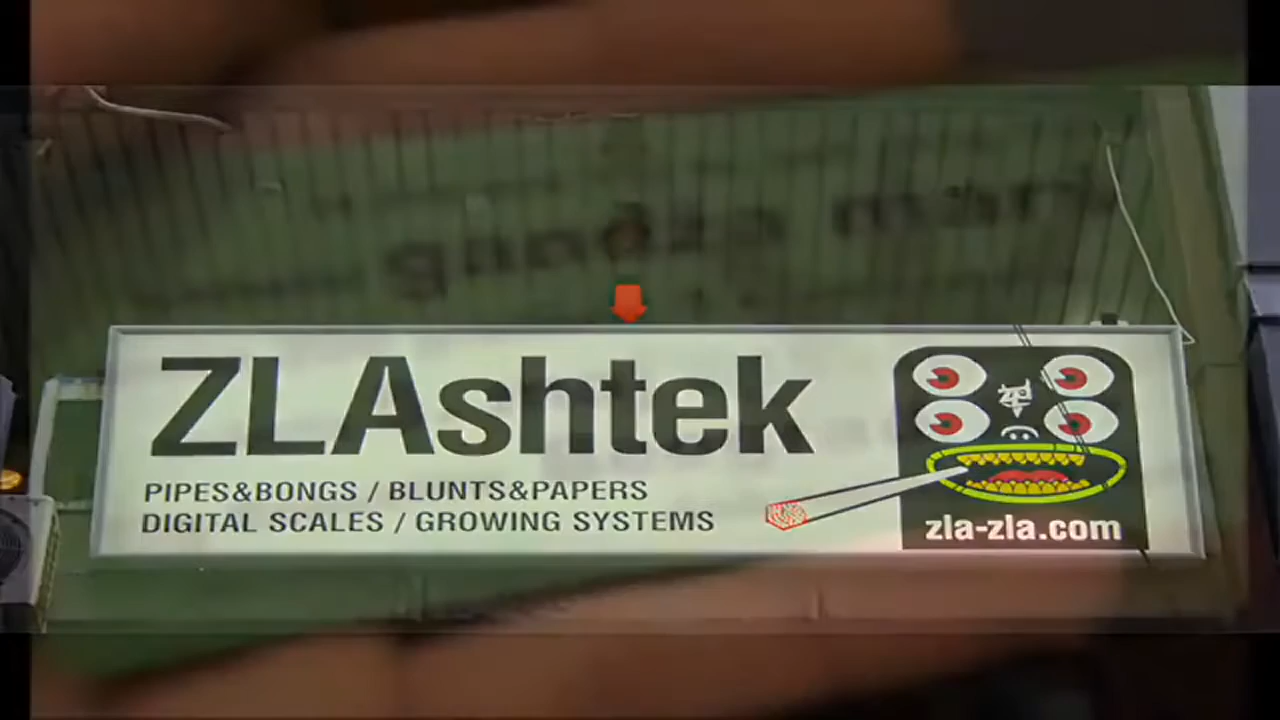 ZLAshtek
PIPES&BONGS / BLUNTS&PAPERS
DIGITAL SCALES / GROWING SYSTEMS
zla-zla.com